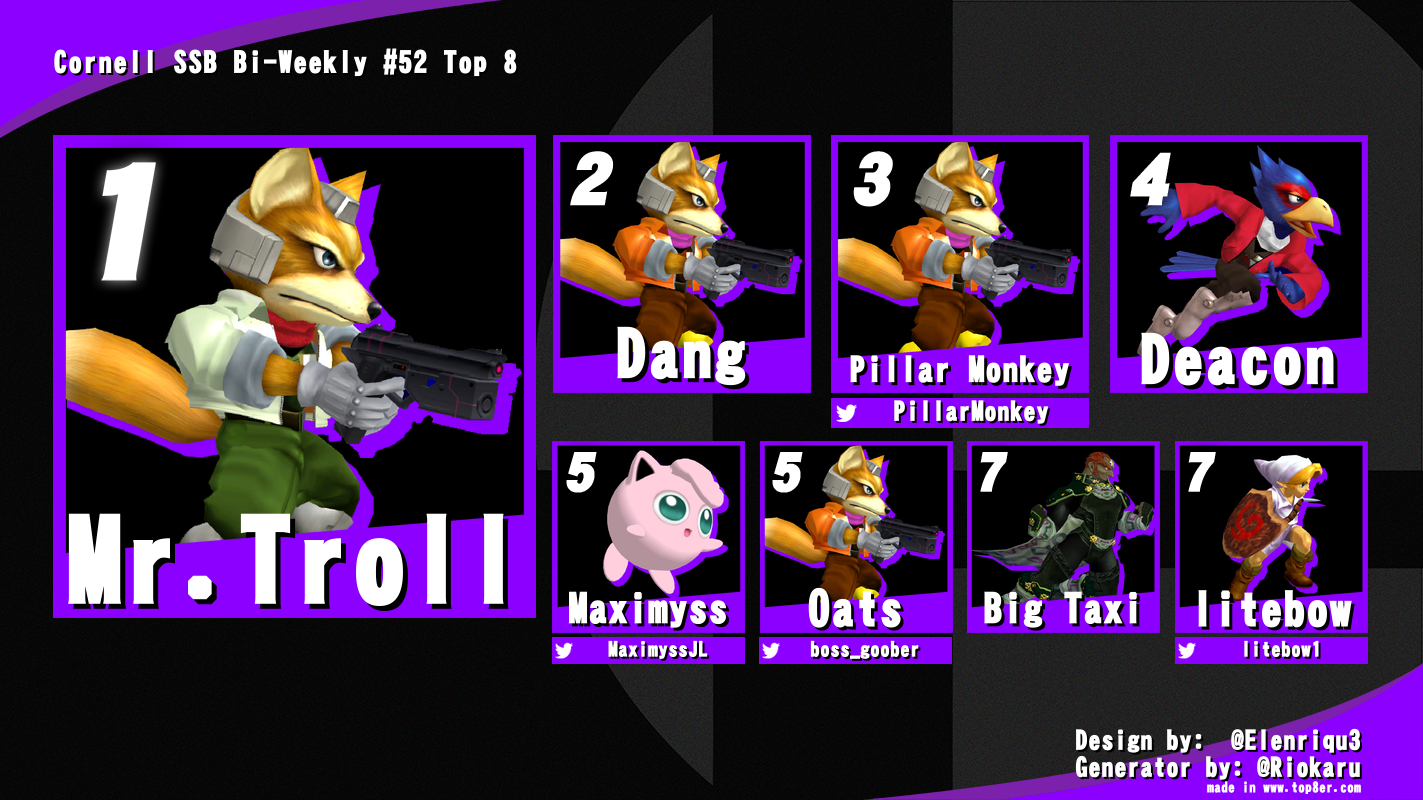 Cornell SSB Bi-Weekly #52 Top 8
1
Mr.Troll
2
Dang
3
Pillar Monkey
PillarMonkey
4
Deacon
5
Maximyss
MaximyssJL
5
Oats
boss_goober
7
Big Taxi
7
litebow
litebow1
Design by: @Elenriqu3
Generator by: @Riokaru
made in www.top8er.com